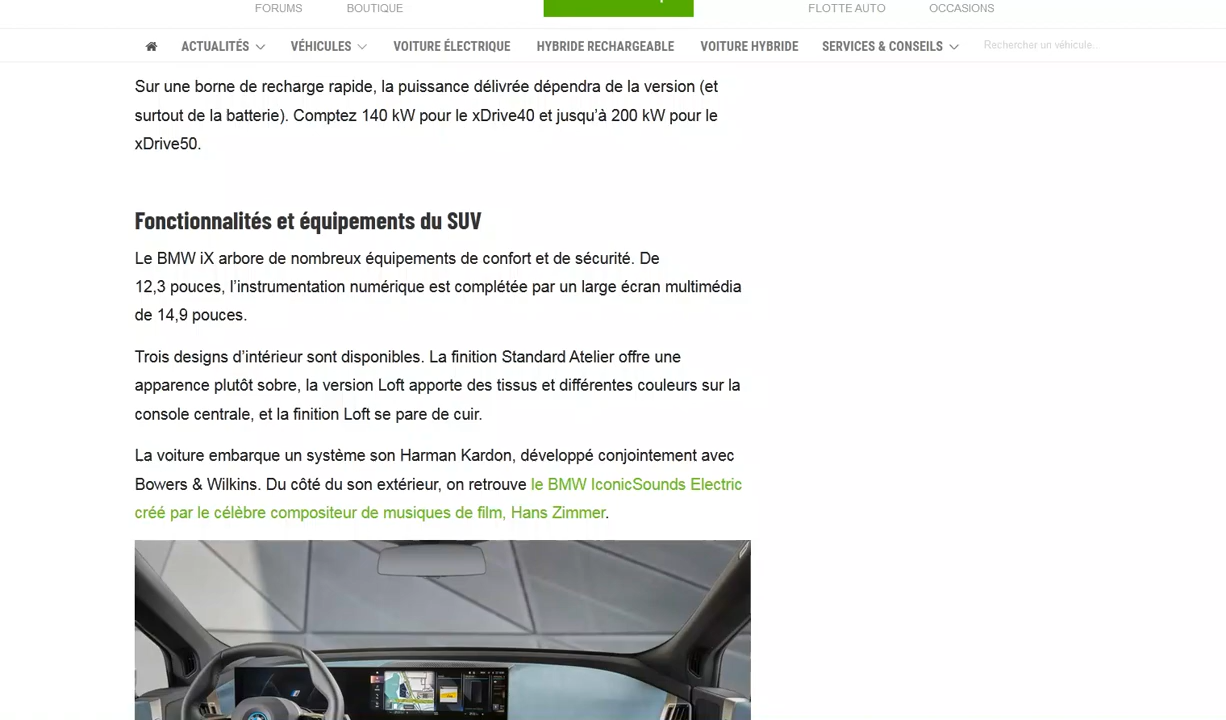 FORUMS
BOUTIQUE
FLOTTE AUTO
OCCASIONS
ACTUALITÉS
VÉHICULES
VOITURE ÉLECTRIQUE
HYBRIDE RECHARGEABLE
VOITURE HYBRIDE
SERVICES & CONSEILS
Rechercher un véhicule...
Sur une borne de recharge rapide, la puissance délivrée dépendra de la version (et
surtout de la batterie). Comptez 140 kW pour le xDrive40 et jusqu’à 200 kW pour le
xDrive50.
Fonctionnalités et équipements du SUV
Le BMW iX arbore de nombreux équipements de confort et de sécurité. De
12,3 pouces, l’instrumentation numérique est complétée par un large écran multimédia
de 14,9 pouces.
Trois designs d’intérieur sont disponibles. La finition Standard Atelier offre une
apparence plutôt sobre, la version Loft apporte des tissus et différentes couleurs sur la
console centrale, et la finition Loft se pare de cuir.
La voiture embarque un système son Harman Kardon, développé conjointement avec
Bowers & Wilkins. Du côté du son extérieur, on retrouve le BMW IconicSounds Electric
créé par le célèbre compositeur de musiques de film, Hans Zimmer.